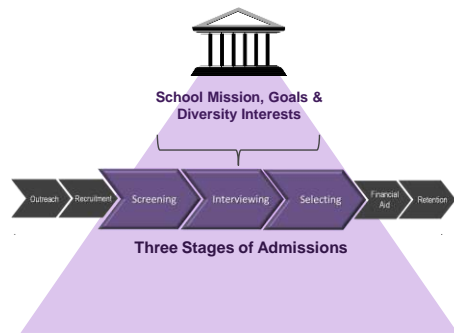 School Mission, Goals &
Diversity Interests
Outreach
Recruitment
Screening
Interviewing
Selecting
Financial
Aid
Retention
Three Stages of Admissions